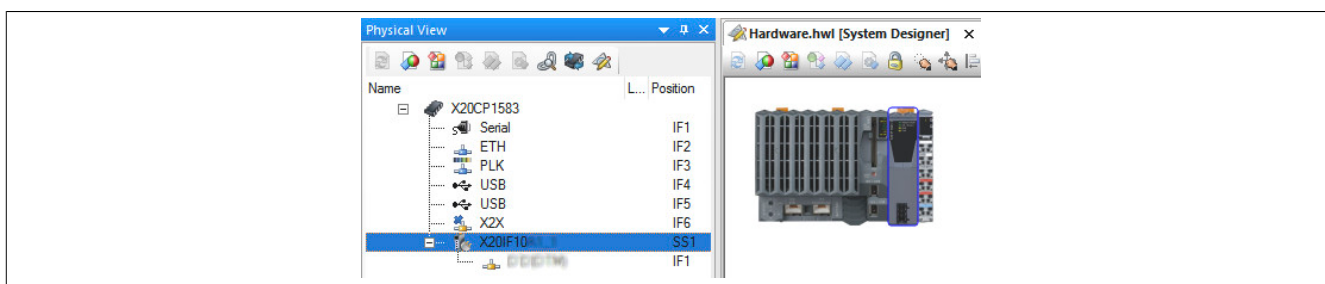 Physical View
Hardware.hwl [System Designer]
Name L... Position
X20CP1583
Serial IF1
ETH IF2
PLK IF3
USB IF4
USB IF5
X2X IF6
SS1
IF1